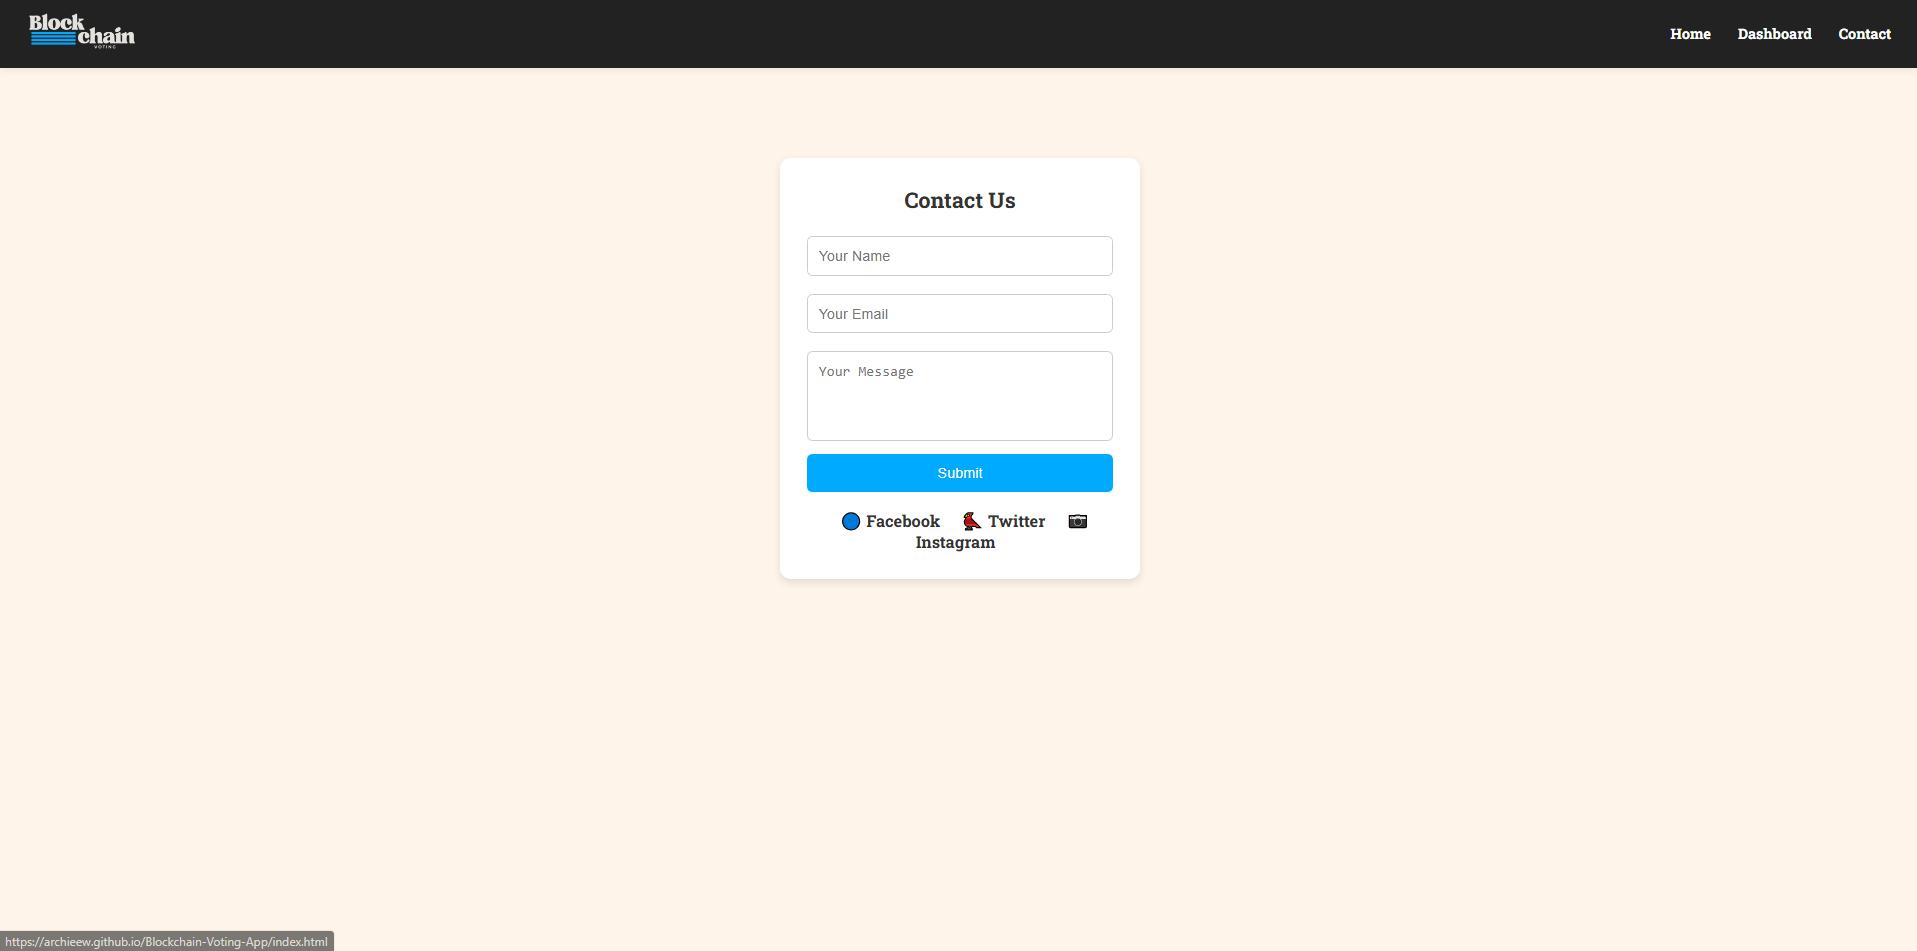 Block
chain
VOTING
Home Dashboard Contact
Contact Us
Your Name
Your Email
Your Message
Submit
Facebook Twitter
Instagram
https://archieew.github.io/Blockchain-Voting-App/index.html